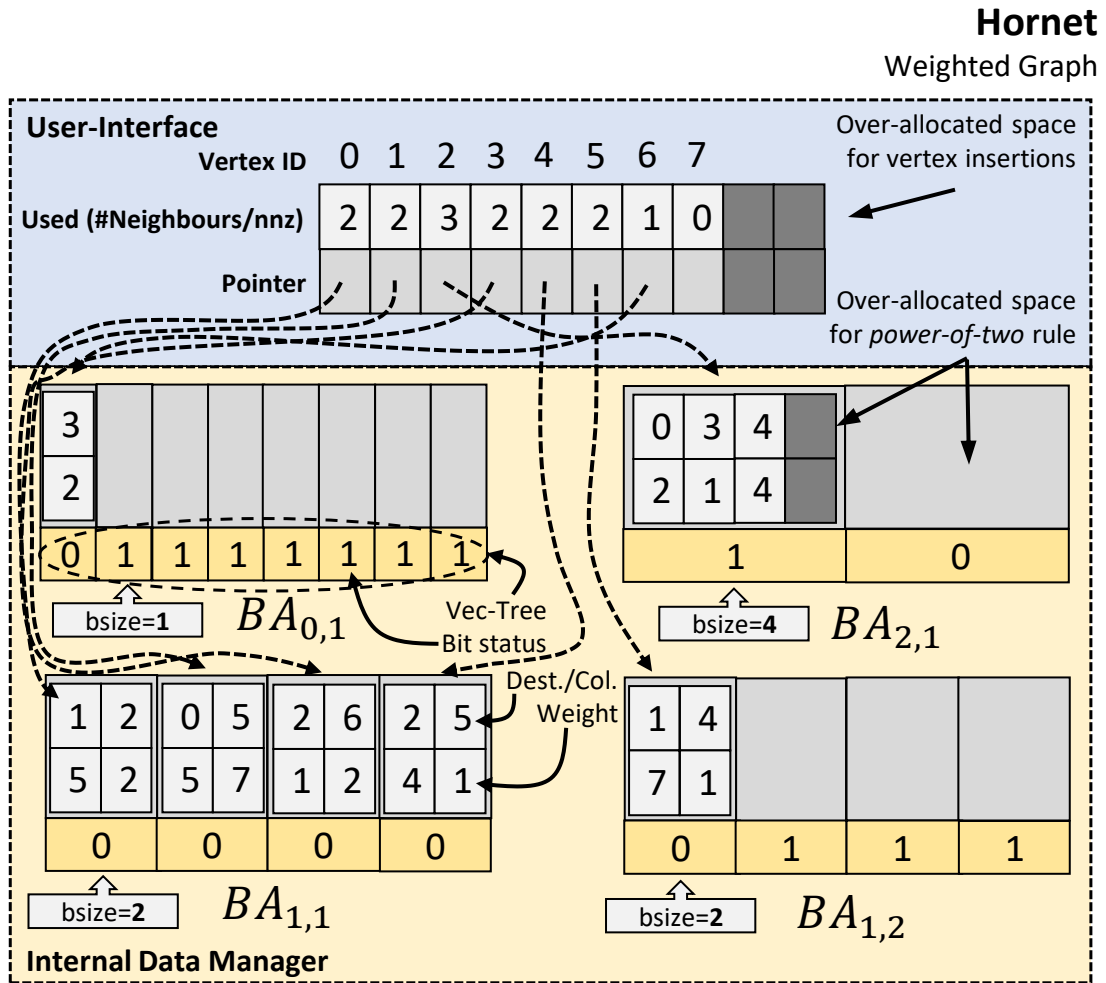 Hornet
Weighted Graph
User-Interface
Over-allocated space
for vertex insertions
Vertex ID 0 1 2 3 4 5 6 7
Used (#Neighbours/nnz) 2 2 3 2 2 2 1 0
Pointer
Over-allocated space
for power-of-two rule
3
2
0 1 1 1 1 1 1 1
bsize=1
BA0,1
Vec-Tree
Bit status
0 3 4
2 1 4
1 0
bsize=4
BA2,1
Dest./Col.
Weight
1 2 0 5 2 6 2 5
5 2 5 7 1 2 4 1
0 0 0 0
bsize=2
BA1,1
1 4
7 1
0 1 1 1
bsize=2
BA1,2
Internal Data Manager